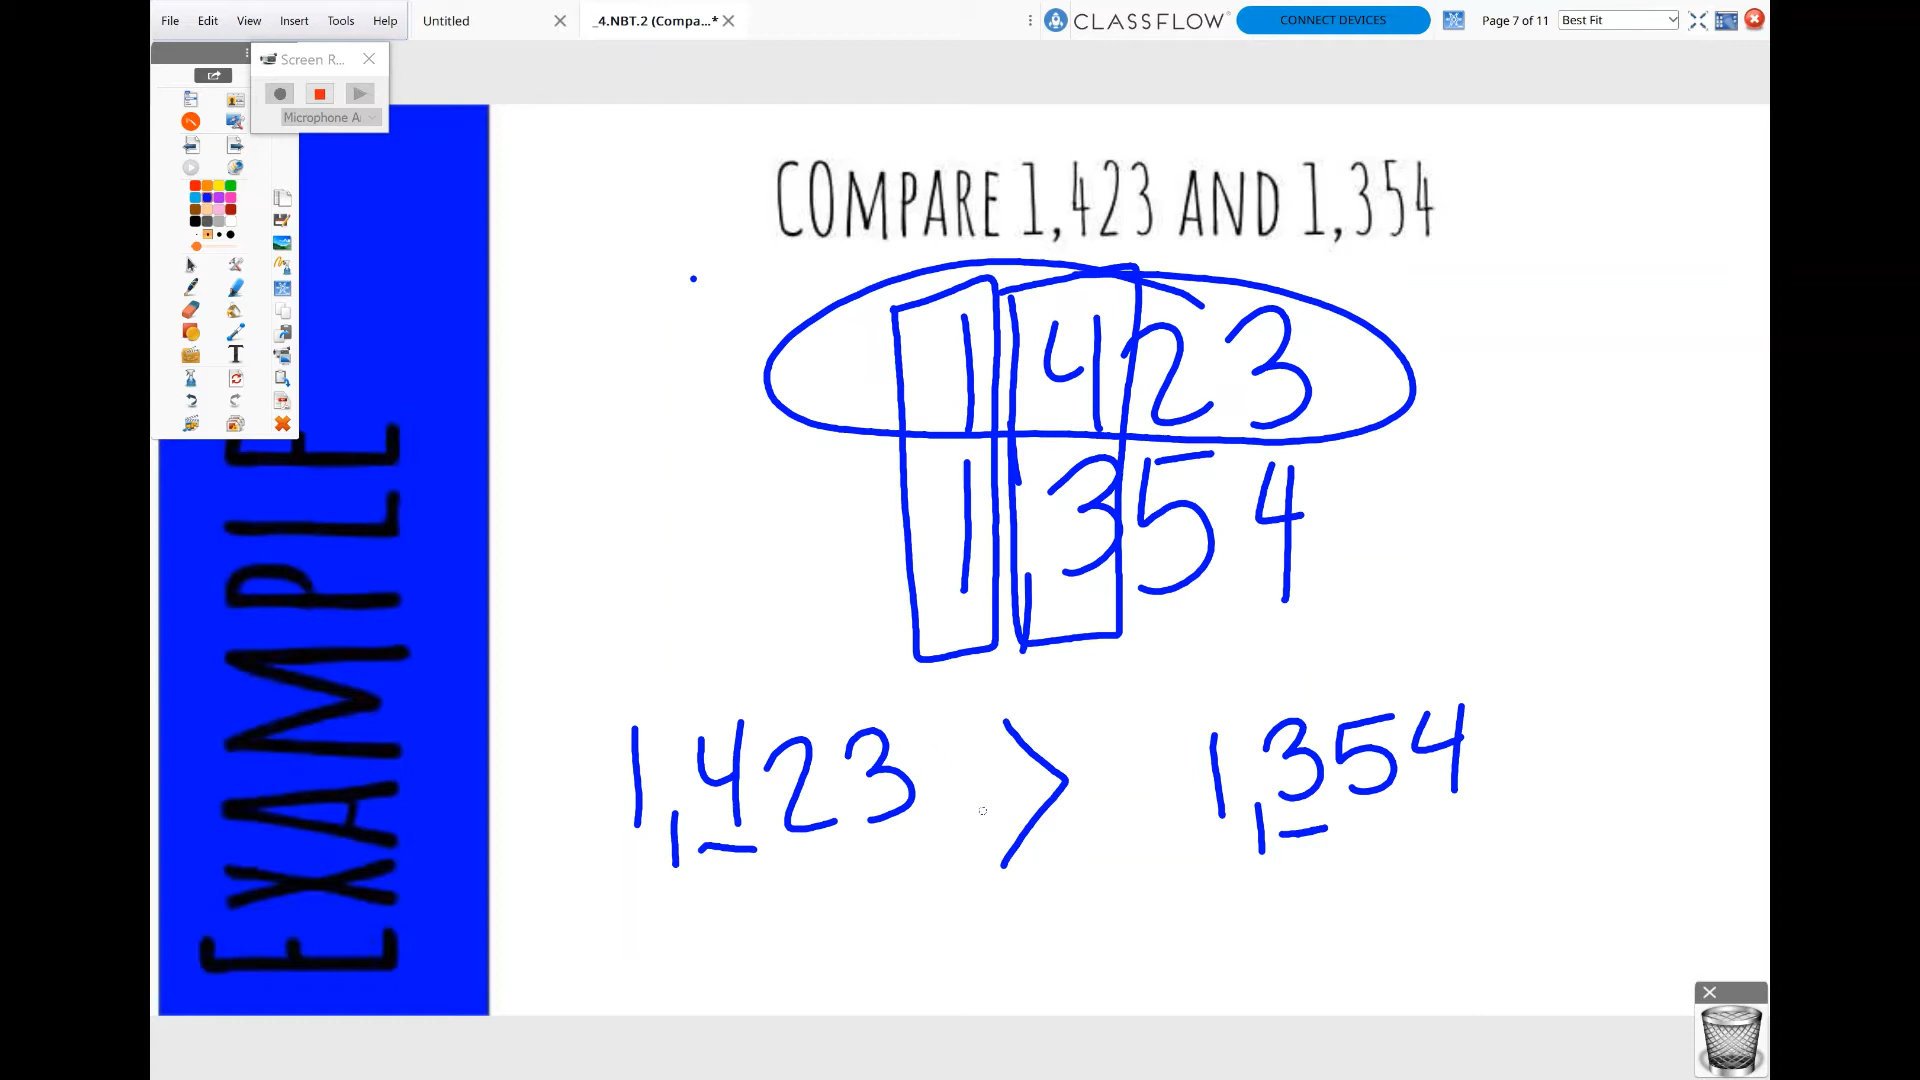 File Edit View Insert Tools Help Untitled _4.NBT.2 (Compa...* CLASSFLOW CONNECT DEVICES Page 7 of 11 Best Fit
Screen R...
EXAMPLE
COMPARE 1,423 AND 1,354
1,423
1,354
1,423 > 1,354